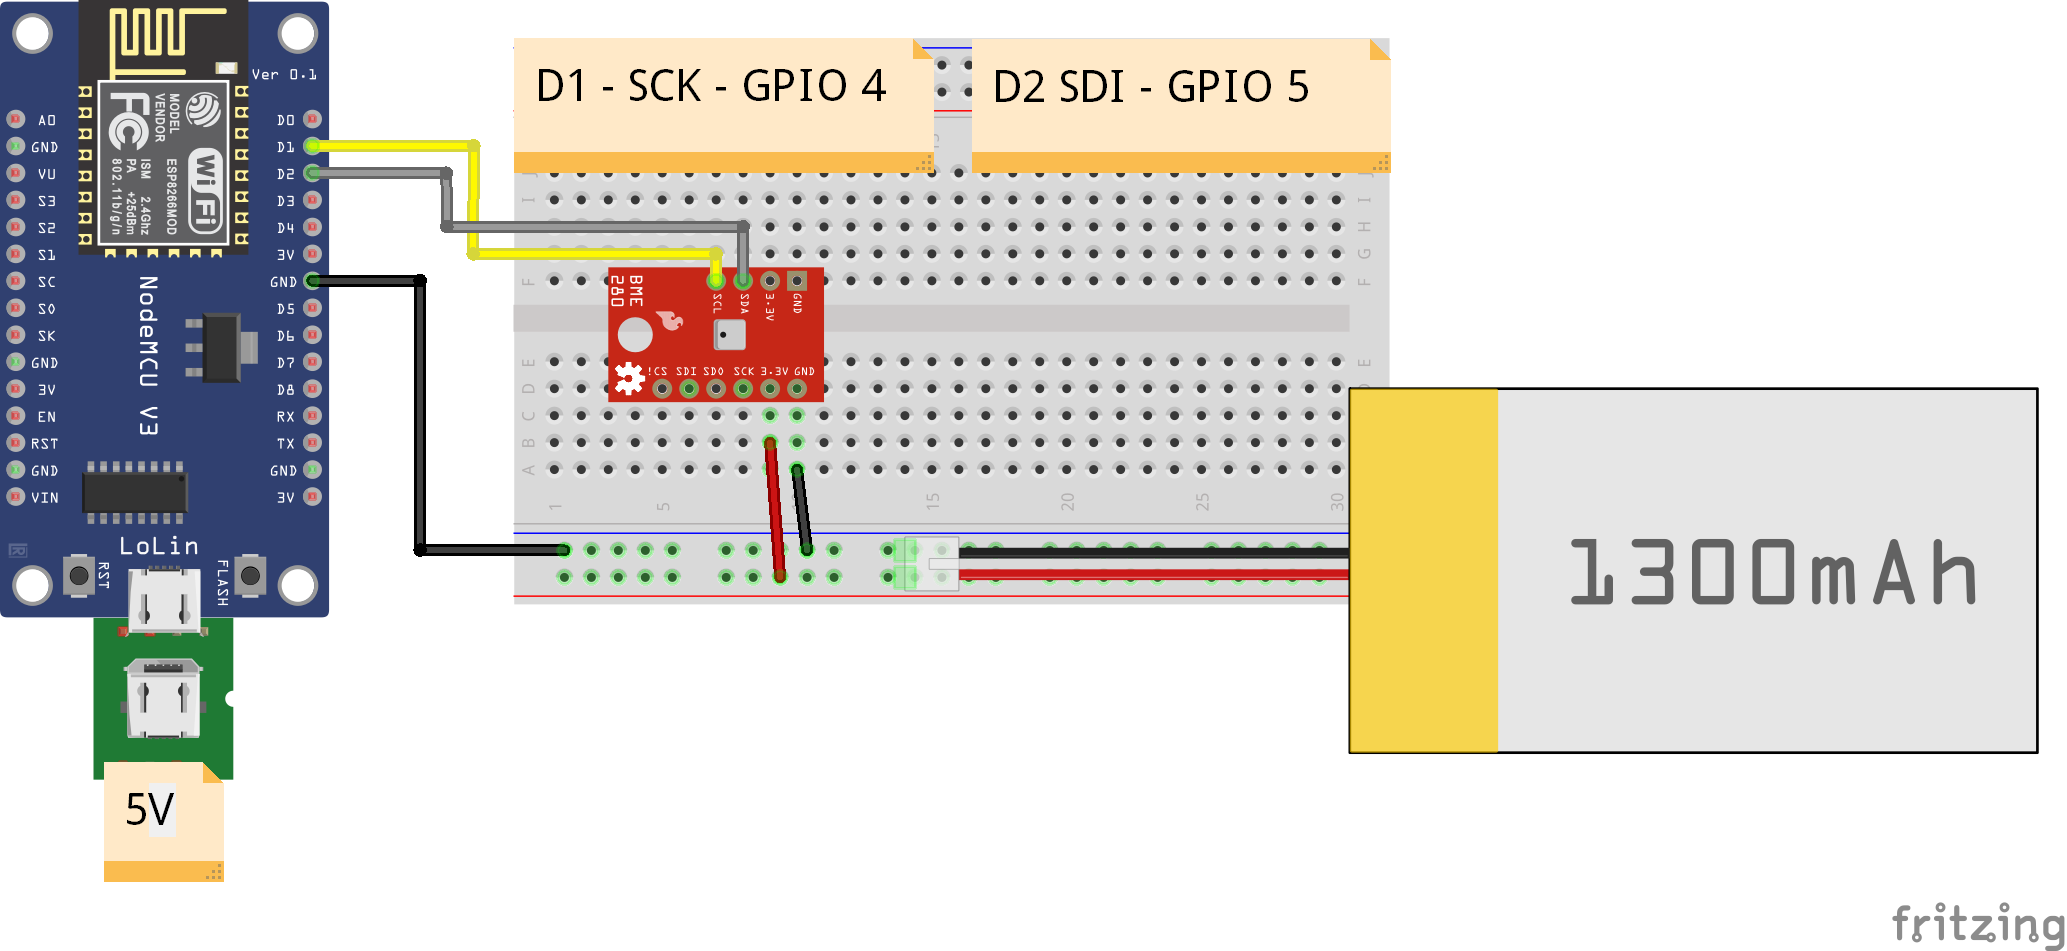 D1 - SCK - GPIO 4
D2 SDI - GPIO 5
Ver 0.1
MODEL
VENDOR
ISM 2.4GHz
PA +25dBm
802.11b/g/n
ESP8266MOD
FC
WiFi
A0
GND
VU
S3
S2
S1
SC
S0
SK
GND
3V
EN
RST
GND
VIN
D0
D1
D2
D3
D4
3V
GND
D5
D6
D7
D8
RX
TX
GND
3V
NodeMCU V3
LoLin
RST
FLASH
5V
BME
280
SCL
SDA
3.3V
GND
!CS SDI SDO SCK 3.3V GND
J
I
H
G
F
E
D
C
B
A
I
H
G
F
E
1
5
15
20
25
30
1300mAh
fritzing